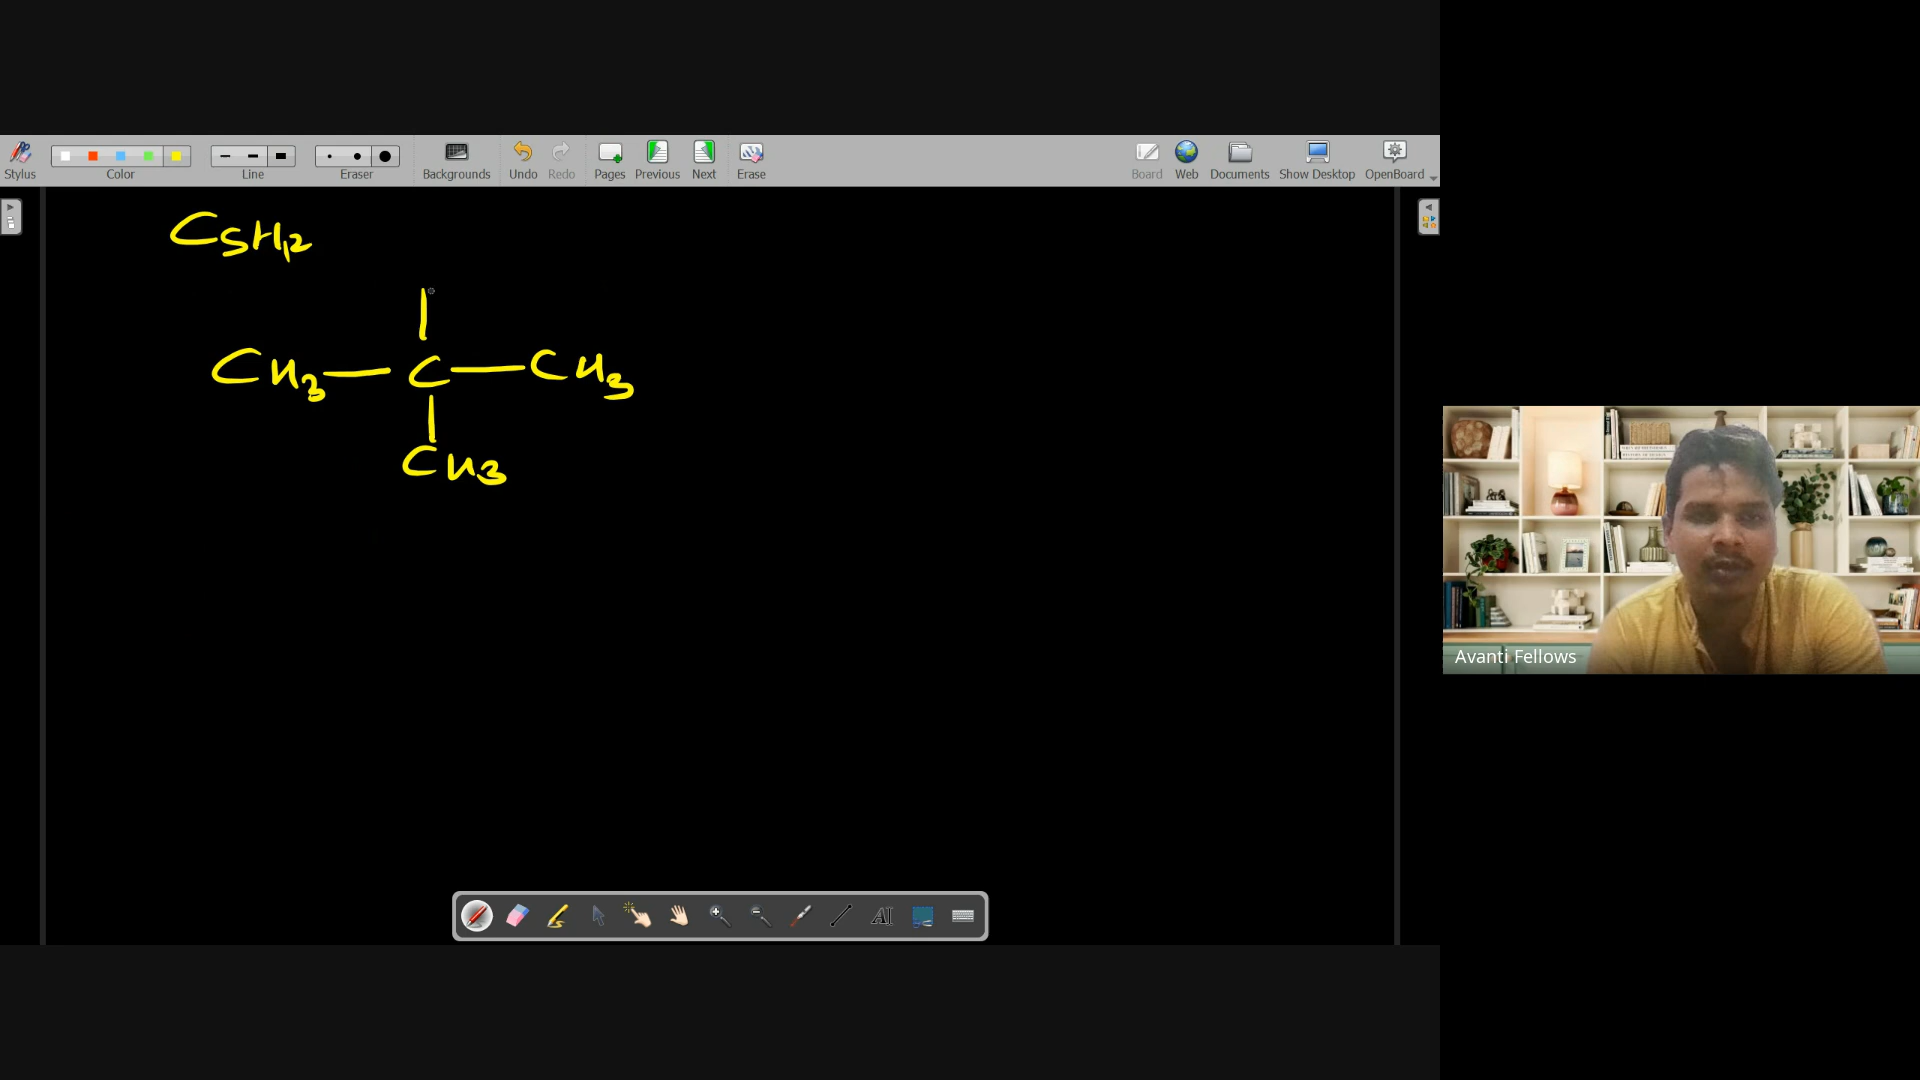 Stylus Color Line Eraser Backgrounds Undo Redo Pages Previous Next Erase Board Web Documents Show Desktop OpenBoard
C5H12
CH3—C—CH3
CH3
Avanti Fellows